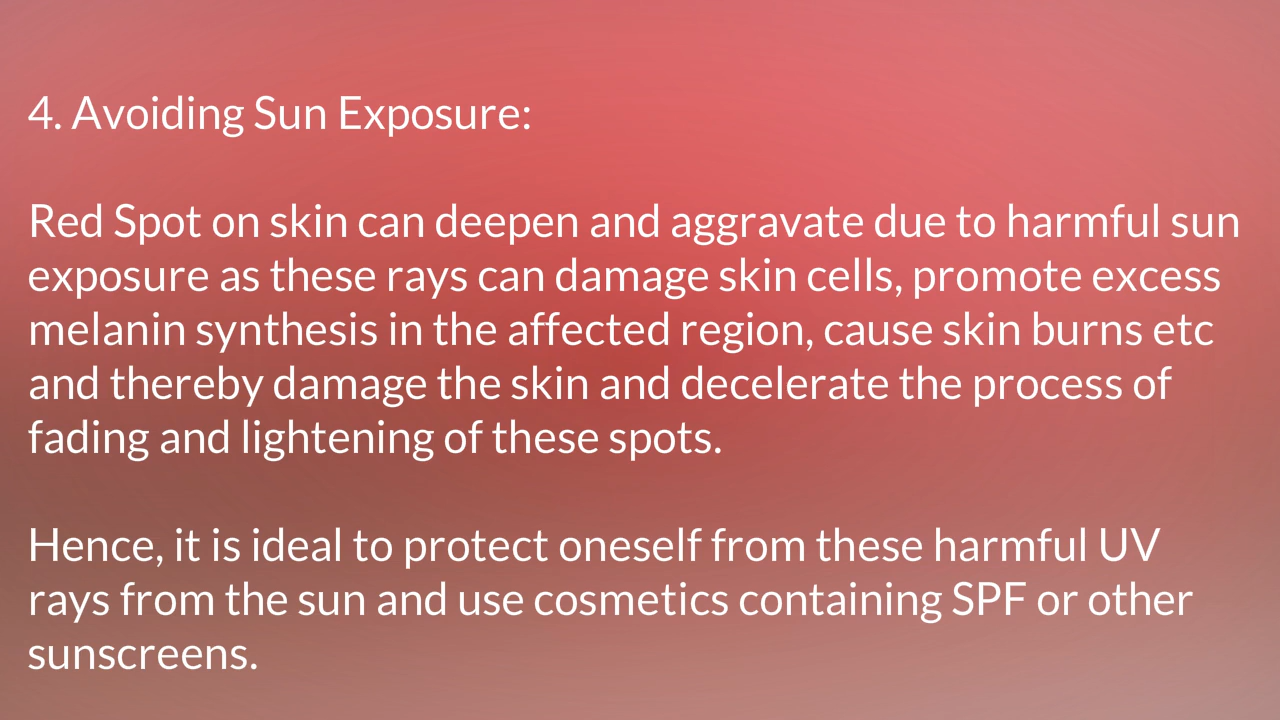 4. Avoiding Sun Exposure:
Red Spot on skin can deepen and aggravate due to harmful sun
exposure as these rays can damage skin cells, promote excess
melanin synthesis in the affected region, cause skin burns etc
and thereby damage the skin and decelerate the process of
fading and lightening of these spots.
Hence, it is ideal to protect oneself from these harmful UV
rays from the sun and use cosmetics containing SPF or other
sunscreens.